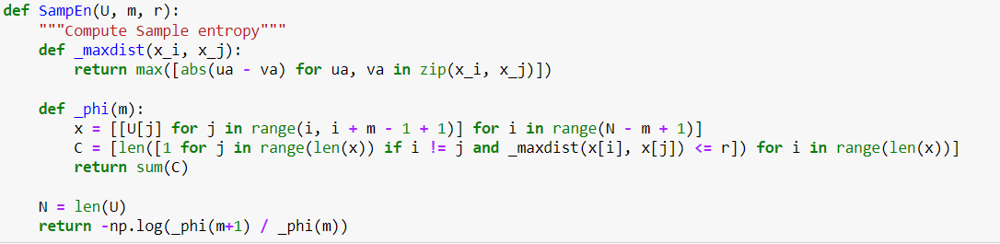 def SampEn(U, m, r):
    """Compute Sample entropy"""
    def _maxdist(x_i, x_j):
        return max([abs(ua - va) for ua, va in zip(x_i, x_j)])

    def _phi(m):
        x = [[U[j] for j in range(i, i + m - 1 + 1)] for i in range(N - m + 1)]
        C = [len([1 for j in range(len(x)) if i != j and _maxdist(x[i], x[j]) <= r]) for i in range(len(x))]
        return sum(C)

    N = len(U)
    return -np.log(_phi(m+1) / _phi(m))